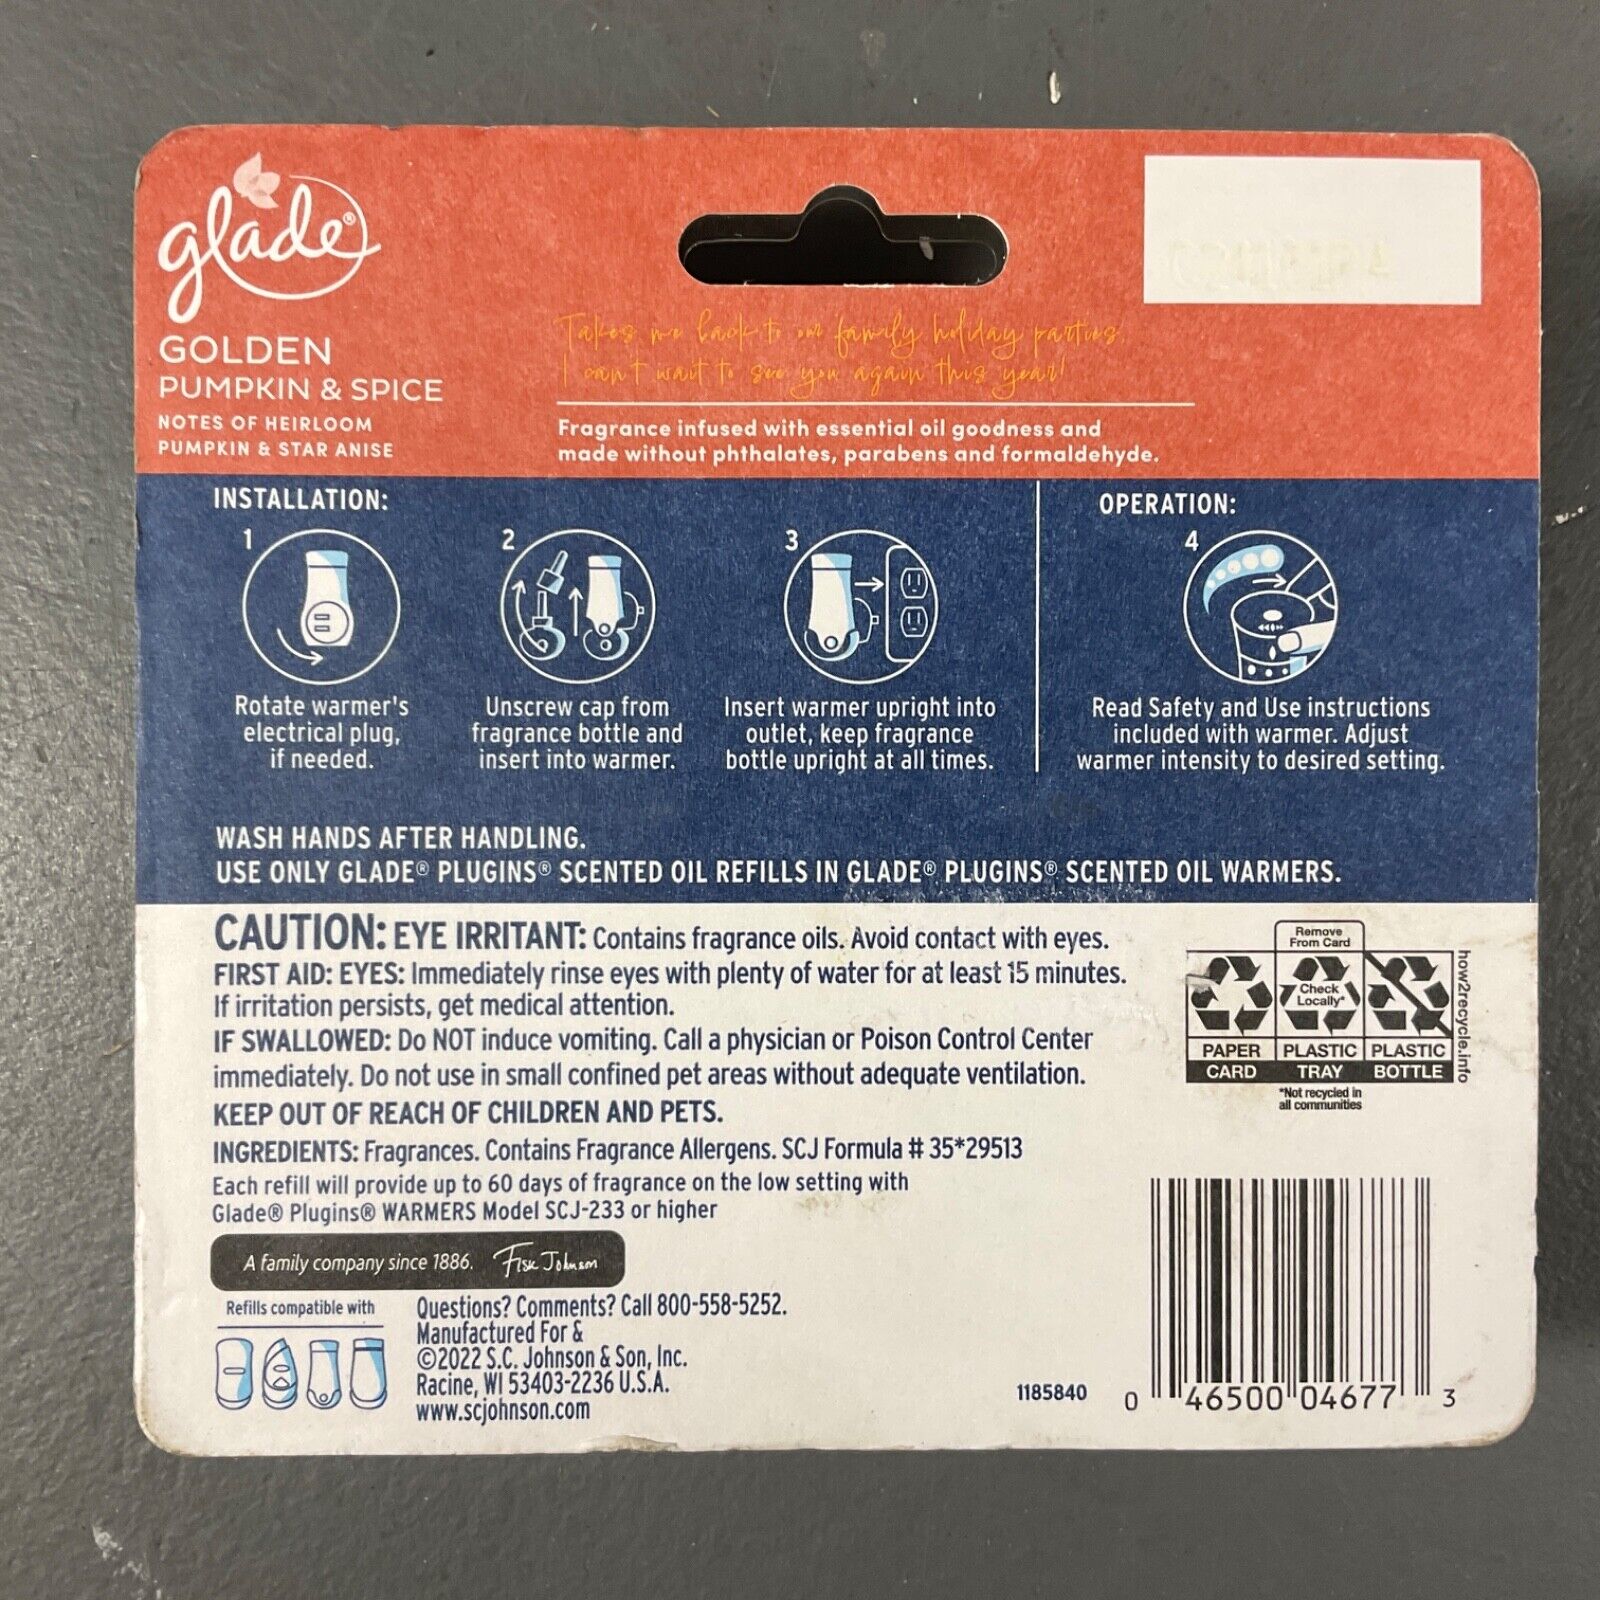 glade®
GOLDEN
PUMPKIN & SPICE
NOTES OF HEIRLOOM
PUMPKIN & STAR ANISE
Takes me back to our family holiday parties,
I can't wait to see you again this year!
Fragrance infused with essential oil goodness and
made without phthalates, parabens and formaldehyde.
INSTALLATION:
1
Rotate warmer's
electrical plug,
if needed.
2
Unscrew cap from
fragrance bottle and
insert into warmer.
3
Insert warmer upright into
outlet, keep fragrance
bottle upright at all times.
OPERATION:
4
Read Safety and Use instructions
included with warmer. Adjust
warmer intensity to desired setting.
WASH HANDS AFTER HANDLING.
USE ONLY GLADE® PLUGINS® SCENTED OIL REFILLS IN GLADE® PLUGINS® SCENTED OIL WARMERS.
CAUTION: EYE IRRITANT: Contains fragrance oils. Avoid contact with eyes.
FIRST AID: EYES: Immediately rinse eyes with plenty of water for at least 15 minutes.
If irritation persists, get medical attention.
IF SWALLOWED: Do NOT induce vomiting. Call a physician or Poison Control Center
immediately. Do not use in small confined pet areas without adequate ventilation.
KEEP OUT OF REACH OF CHILDREN AND PETS.
INGREDIENTS: Fragrances. Contains Fragrance Allergens. SCJ Formula # 35*29513
Each refill will provide up to 60 days of fragrance on the low setting with
Glade® Plugins® WARMERS Model SCJ-233 or higher
A family company since 1886. Fisk Johnson
Refills compatible with
Questions? Comments? Call 800-558-5252.
Manufactured For &
©2022 S.C. Johnson & Son, Inc.
Racine, WI 53403-2236 U.S.A.
www.scjohnson.com
Remove
From Card
Check
Locally*
PAPER
CARD
PLASTIC
TRAY
PLASTIC
BOTTLE
*Not recycled in
all communities
how2recycle.info
1185840
0 46500 04677 3